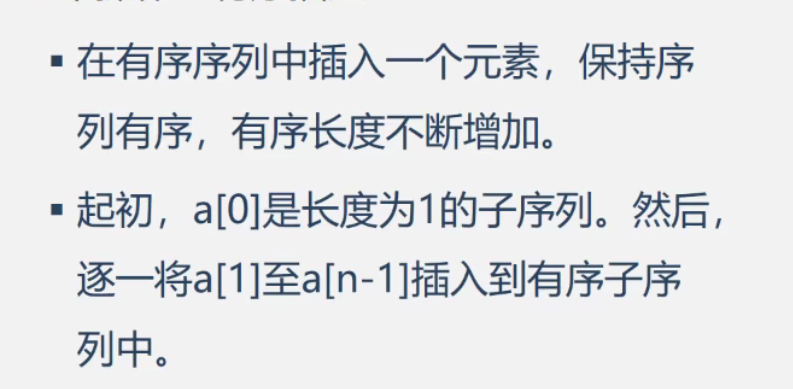 ▪ 在有序序列中插入一个元素，保持序
列有序，有序长度不断增加。
▪ 起初，a[0]是长度为1的子序列。然后，
逐一将a[1]至a[n-1]插入到有序子序
列中。